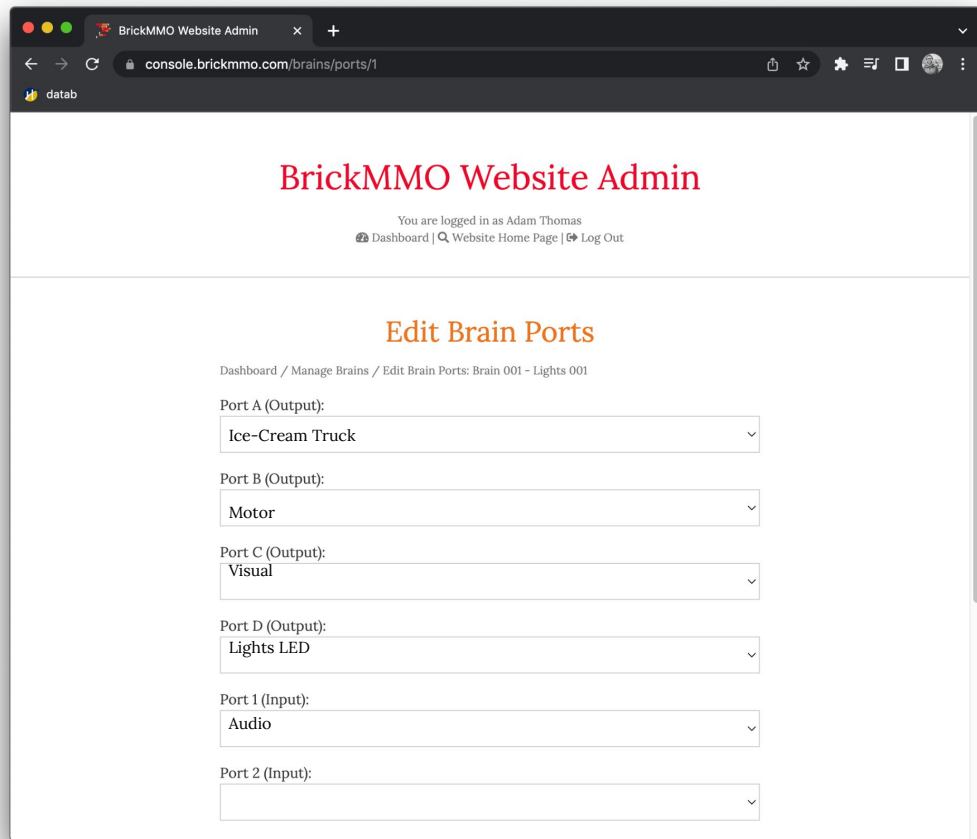 BrickMMO Website Admin
console.brickmmo.com/brains/ports/1
datab
BrickMMO Website Admin
You are logged in as Adam Thomas
Dashboard | Website Home Page | Log Out
Edit Brain Ports
Dashboard / Manage Brains / Edit Brain Ports: Brain 001 - Lights 001
Port A (Output):
Ice-Cream Truck
Port B (Output):
Motor
Port C (Output):
Visual
Port D (Output):
Lights LED
Port 1 (Input):
Audio
Port 2 (Input):